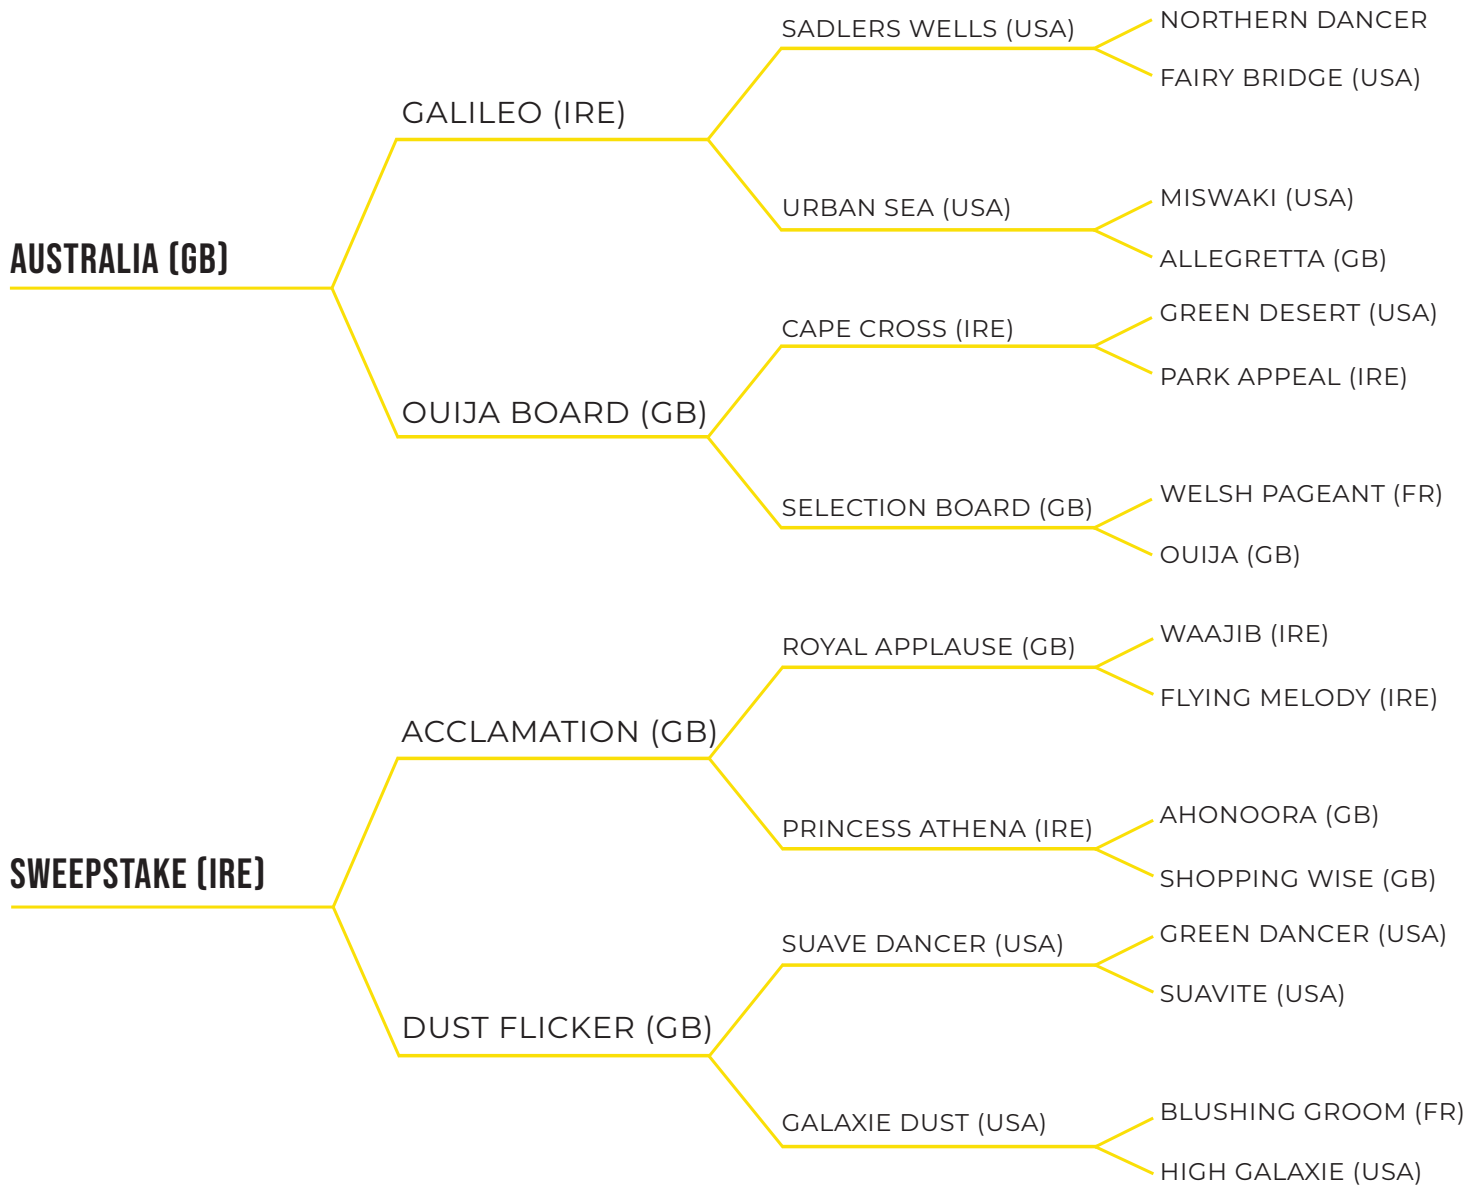 SADLERS WELLS (USA)
NORTHERN DANCER
FAIRY BRIDGE (USA)
GALILEO (IRE)
URBAN SEA (USA)
MISWAKI (USA)
ALLEGRETTA (GB)
AUSTRALIA (GB)
CAPE CROSS (IRE)
GREEN DESERT (USA)
PARK APPEAL (IRE)
OUIJA BOARD (GB)
SELECTION BOARD (GB)
WELSH PAGEANT (FR)
OUIJA (GB)
ROYAL APPLAUSE (GB)
WAAJIB (IRE)
FLYING MELODY (IRE)
ACCLAMATION (GB)
PRINCESS ATHENA (IRE)
AHONOORA (GB)
SHOPPING WISE (GB)
SWEEPSTAKE (IRE)
SUAVE DANCER (USA)
GREEN DANCER (USA)
SUAVITE (USA)
DUST FLICKER (GB)
GALAXIE DUST (USA)
BLUSHING GROOM (FR)
HIGH GALAXIE (USA)